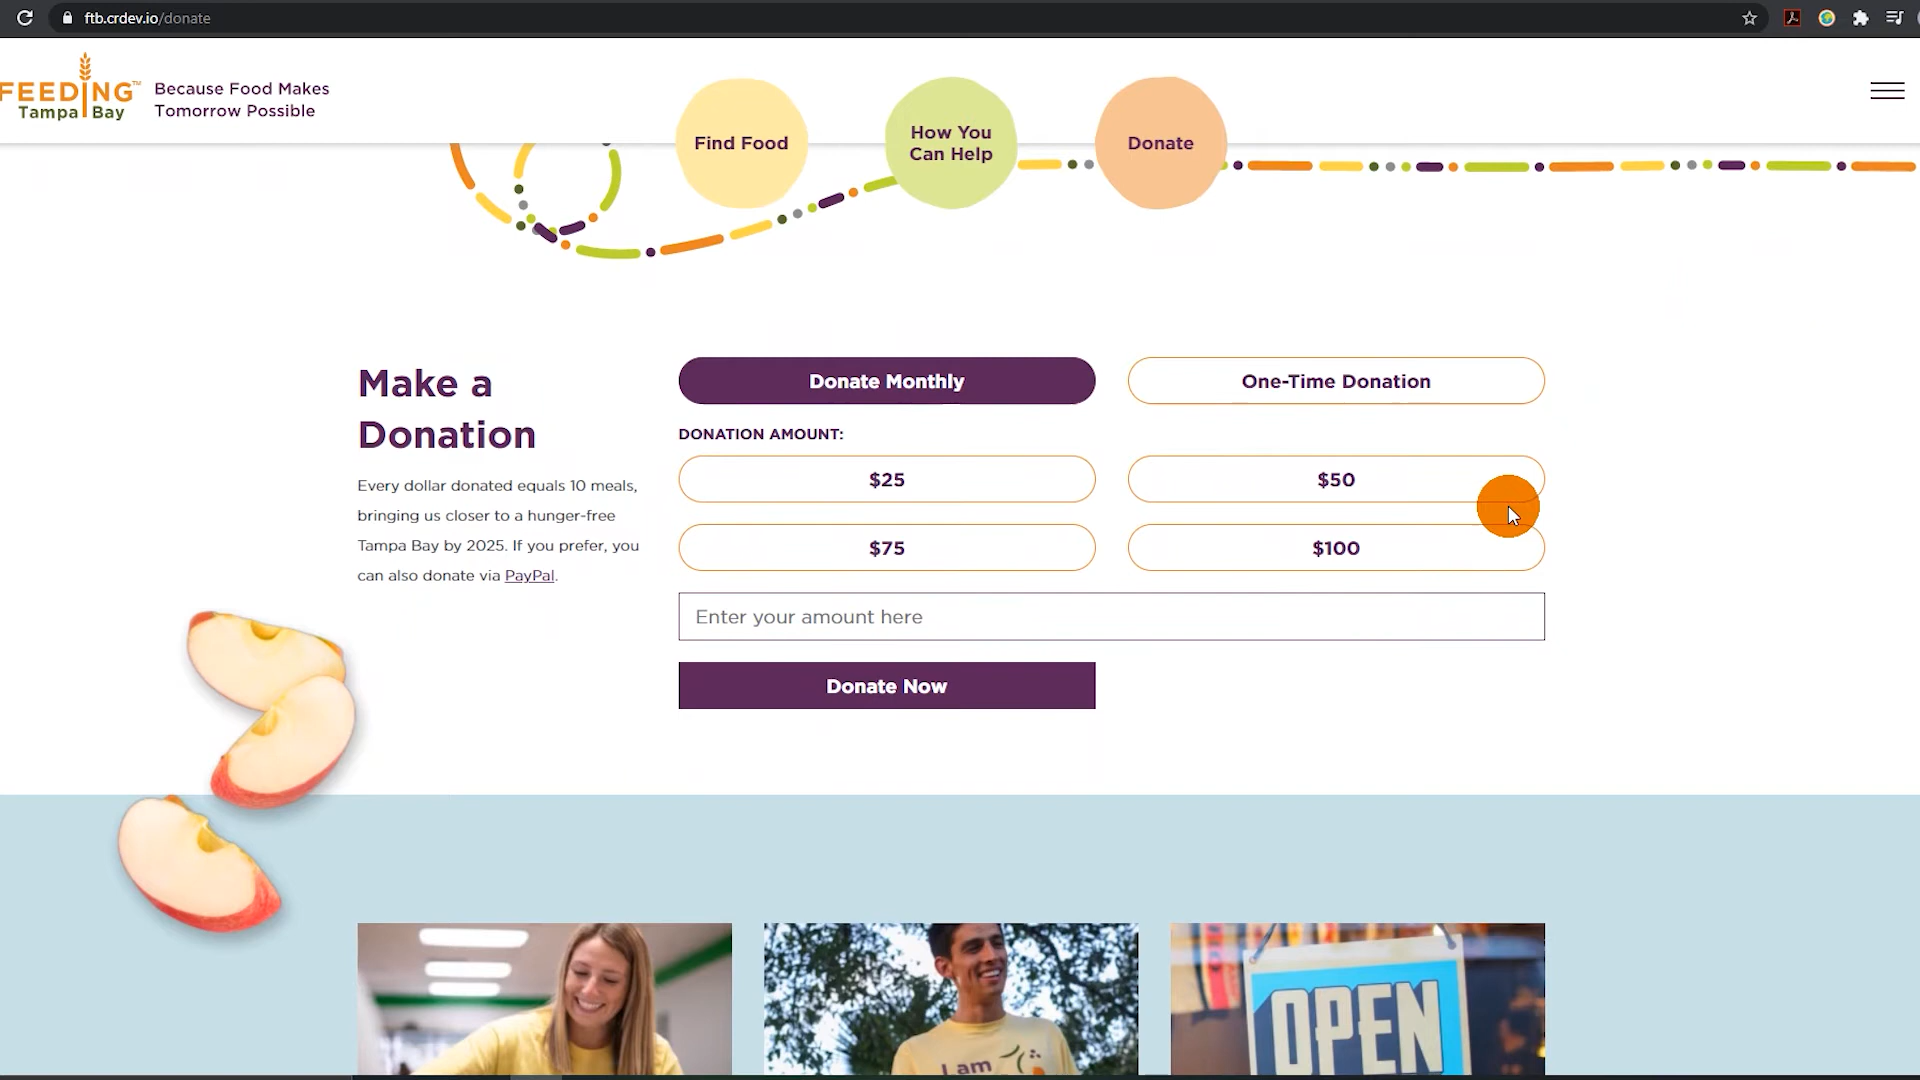 ftb.crdev.io/donate
FEEDING™
Tampa Bay
Because Food Makes
Tomorrow Possible
Find Food
How You
Can Help
Donate
Make a
Donation
Every dollar donated equals 10 meals,
bringing us closer to a hunger-free
Tampa Bay by 2025. If you prefer, you
can also donate via PayPal.
Donate Monthly
One-Time Donation
DONATION AMOUNT:
$25
$50
$75
$100
Enter your amount here
Donate Now
I am
OPEN